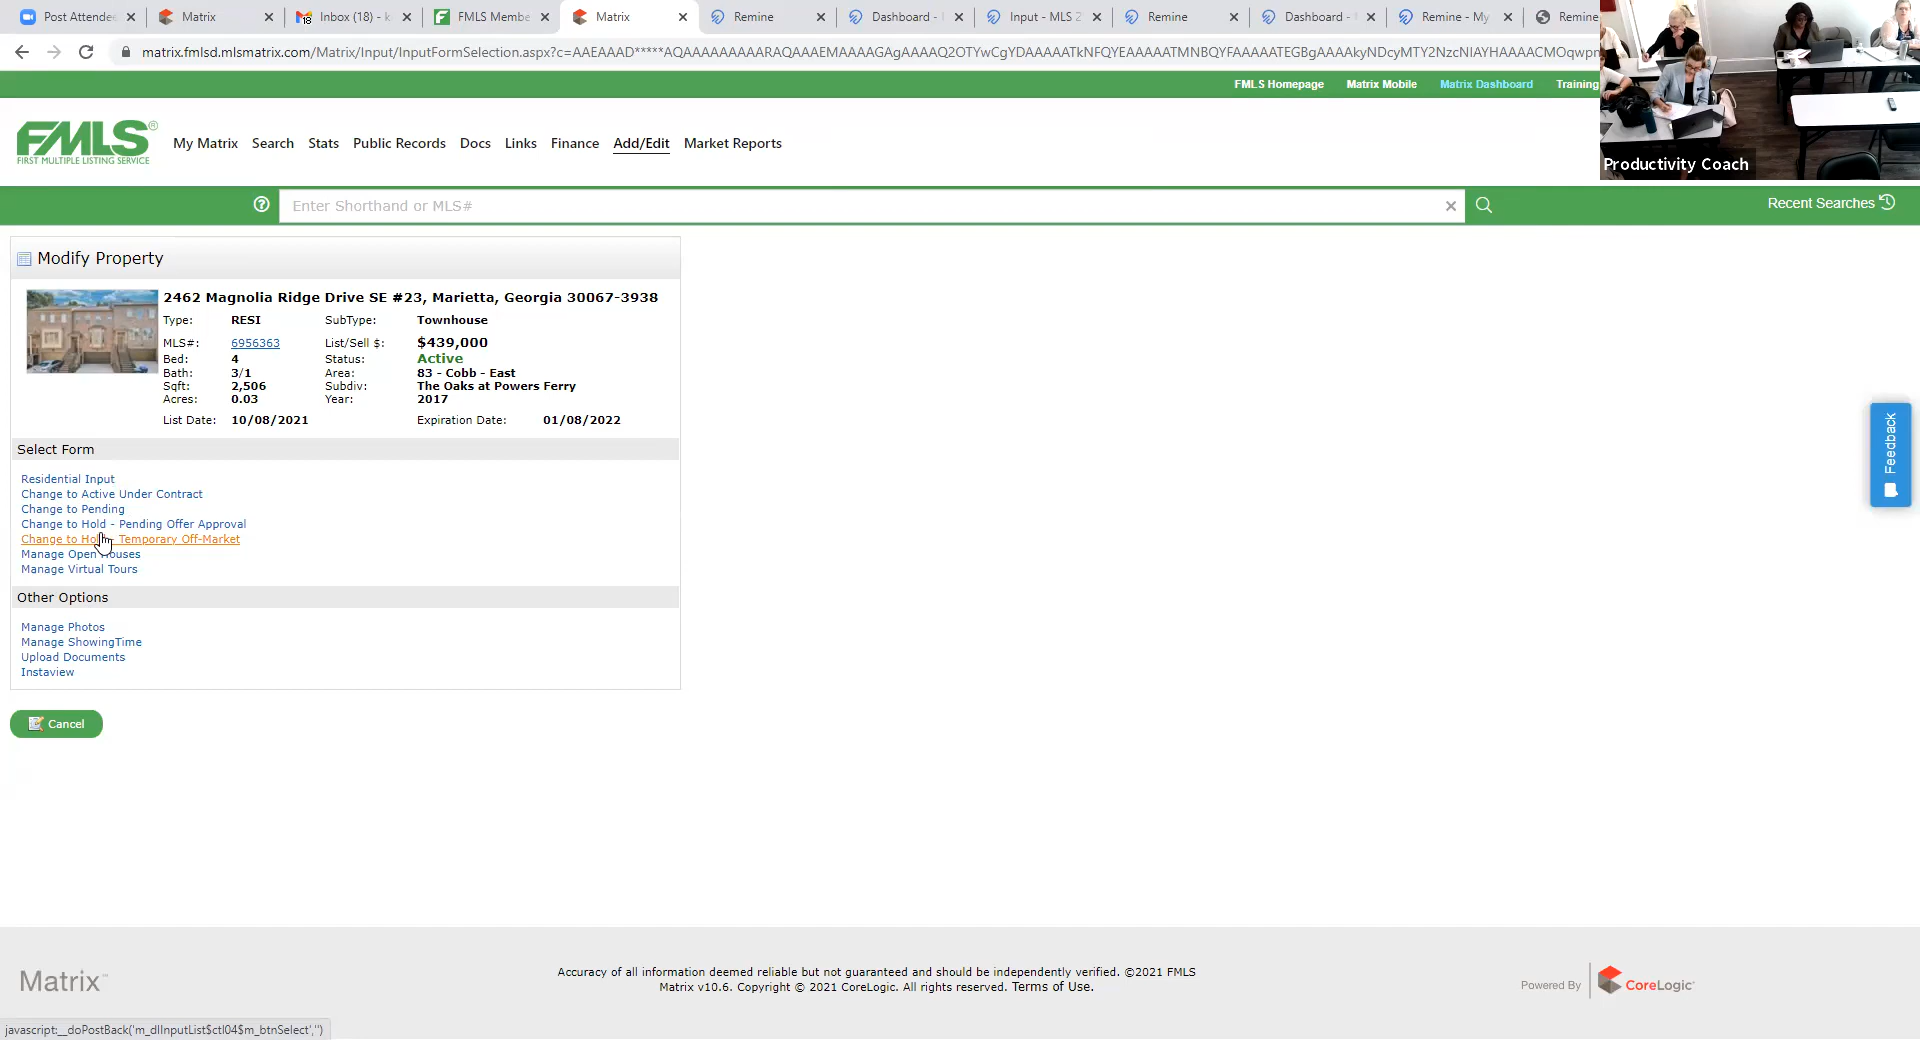 Post Attendee
Matrix
Inbox (18) - k
FMLS Membe
Matrix
Remine
Dashboard -
Input - MLS 2
Remine
Dashboard -
Remine - My
Remine
matrix.fmlsd.mlsmatrix.com/Matrix/Input/InputFormSelection.aspx?c=AAEAAAD*****AQAAAAAAAAARAQAAAEMAAAAGAgAAAAQ2OTYwCgYDAAAAATkNFQYEAAAAATMNBQYFAAAAATEGBgAAAAkyNDcyMTY2NzcNIAYHAAAACMOqwpn
FMLS Homepage
Matrix Mobile
Matrix Dashboard
Training
Productivity Coach
FMLS®
FIRST MULTIPLE LISTING SERVICE
My Matrix
Search
Stats
Public Records
Docs
Links
Finance
Add/Edit
Market Reports
Enter Shorthand or MLS#
Recent Searches
Modify Property
2462 Magnolia Ridge Drive SE #23, Marietta, Georgia 30067-3938
Type: RESI SubType: Townhouse
MLS#: 6956363 List/Sell $: $439,000
Bed: 4 Status: Active
Bath: 3/1 Area: 83 - Cobb - East
Sqft: 2,506 Subdiv: The Oaks at Powers Ferry
Acres: 0.03 Year: 2017
List Date: 10/08/2021 Expiration Date: 01/08/2022
Select Form
Residential Input
Change to Active Under Contract
Change to Pending
Change to Hold - Pending Offer Approval
Change to Hol - Temporary Off-Market
Manage Open Houses
Manage Virtual Tours
Other Options
Manage Photos
Manage ShowingTime
Upload Documents
Instaview
Cancel
Feedback
Matrix™
Accuracy of all information deemed reliable but not guaranteed and should be independently verified. ©2021 FMLS
Matrix v10.6. Copyright © 2021 CoreLogic. All rights reserved. Terms of Use.
Powered By
CoreLogic
javascript:__doPostBack('m_dlInputList$ctl04$m_btnSelect','')